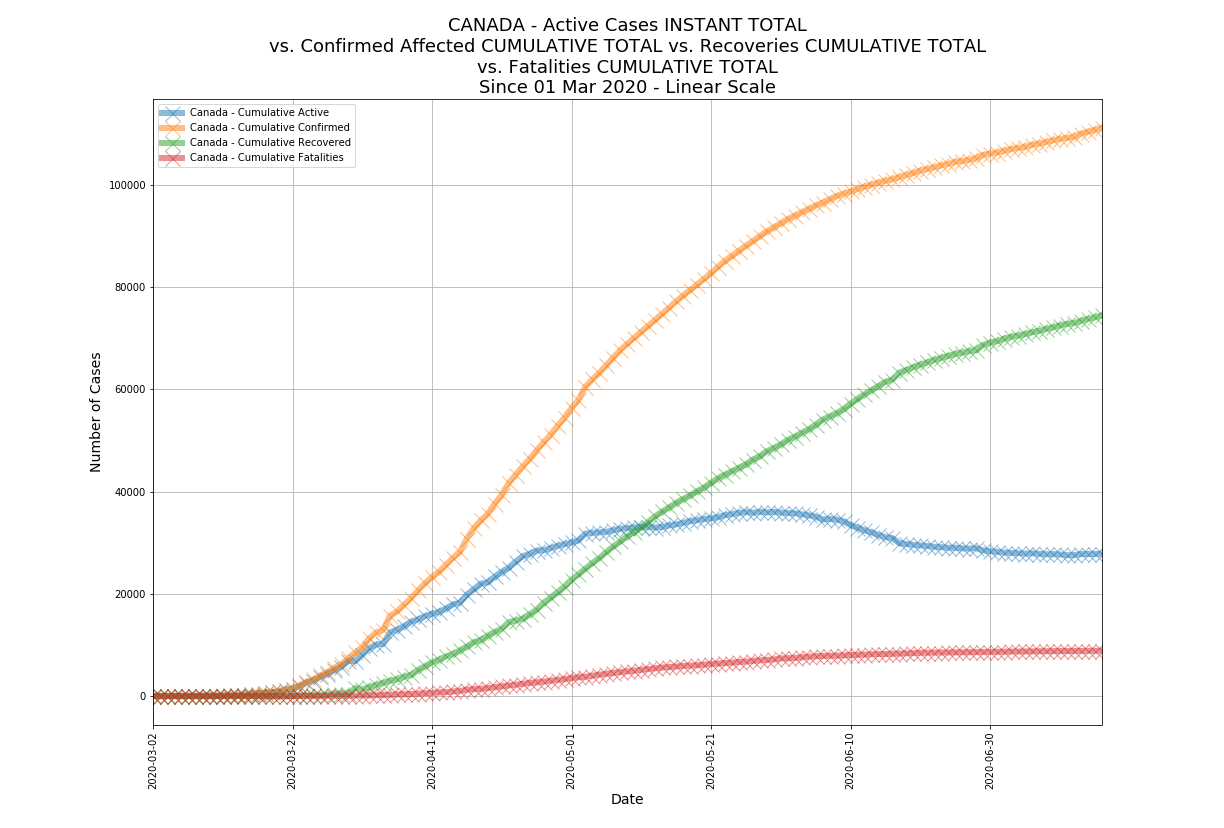 CANADA - Active Cases INSTANT TOTAL
vs. Confirmed Affected CUMULATIVE TOTAL vs. Recoveries CUMULATIVE TOTAL
vs. Fatalities CUMULATIVE TOTAL
Since 01 Mar 2020 - Linear Scale
Canada - Cumulative Active
Canada - Cumulative Confirmed
Canada - Cumulative Recovered
Canada - Cumulative Fatalities
Number of Cases
100000
80000
60000
40000
20000
0
2020-03-02
2020-03-22
2020-04-11
2020-05-01
2020-05-21
2020-06-10
2020-06-30
Date